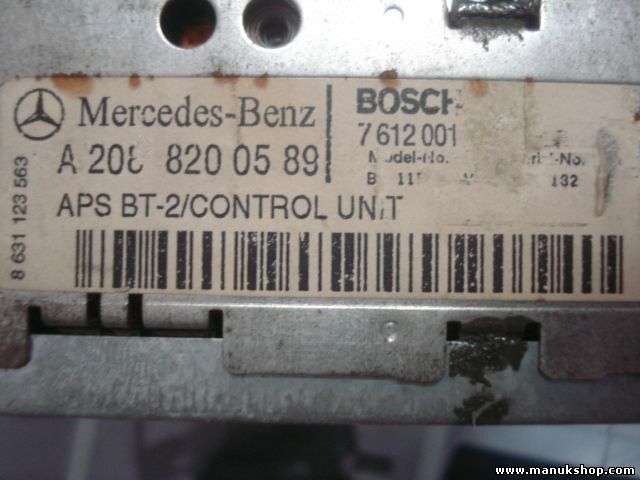 Mercedes-Benz
A 208 820 05 89
APS BT-2/CONTROL UNIT
BOSCH
7 612 001
Model-No.
132
8 631 123 563
www.manukshop.com